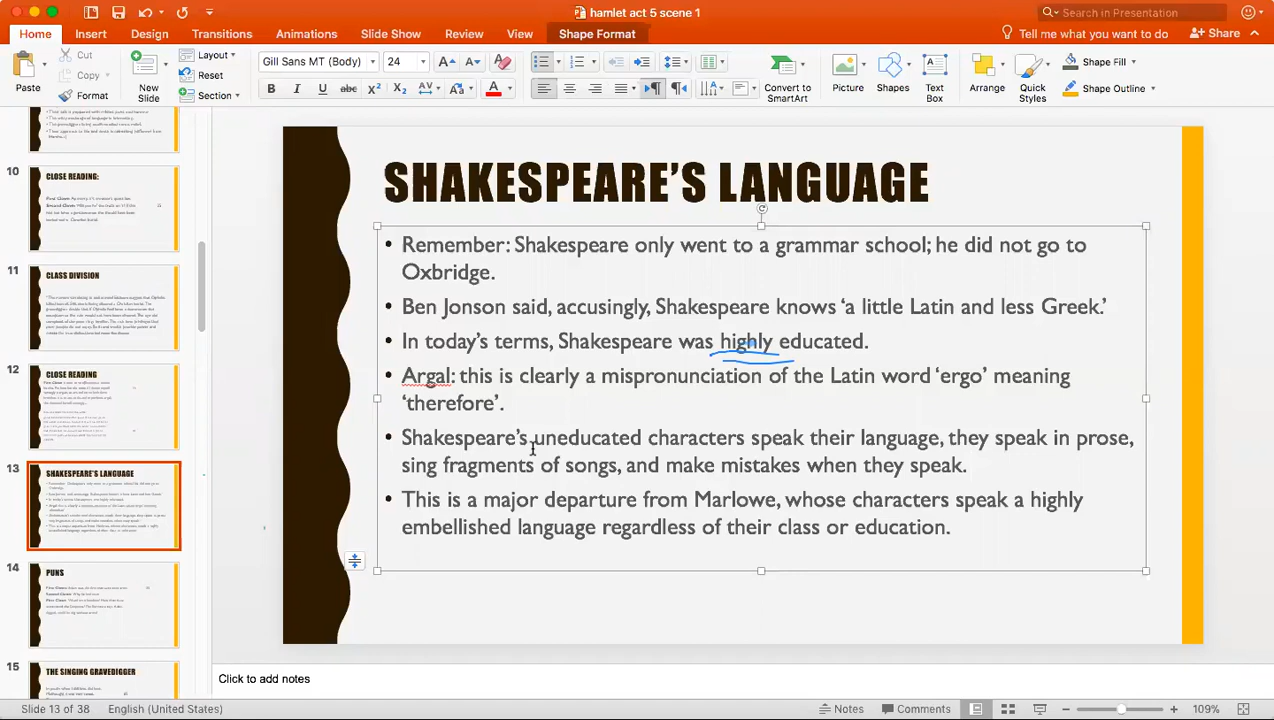 hamlet act 5 scene 1
Search in Presentation
Home Insert Design Transitions Animations Slide Show Review View Shape Format Tell me what you want to do Share
Paste
Cut
Copy
Format
New
Slide
Layout
Reset
Section
Gill Sans MT (Body) 24
Convert to
SmartArt
Picture
Shapes
Text
Box
Arrange
Quick
Styles
Shape Fill
Shape Outline
10
CLOSE READING:
11
CLASS DIVISION
12
CLOSE READING
13
SHAKESPEARE'S LANGUAGE
14
PUNS
15
THE SINGING GRAVEDIGGER
SHAKESPEARE’S LANGUAGE
• Remember: Shakespeare only went to a grammar school; he did not go to
Oxbridge.
• Ben Jonson said, accusingly, Shakespeare knows ‘a little Latin and less Greek.’
• In today’s terms, Shakespeare was highly educated.
• Argal: this is clearly a mispronunciation of the Latin word ‘ergo’ meaning
‘therefore’.
• Shakespeare’s uneducated characters speak their language, they speak in prose,
sing fragments of songs, and make mistakes when they speak.
• This is a major departure from Marlowe, whose characters speak a highly
embellished language regardless of their class or education.
Click to add notes
Slide 13 of 38 English (United States) Notes Comments 109%